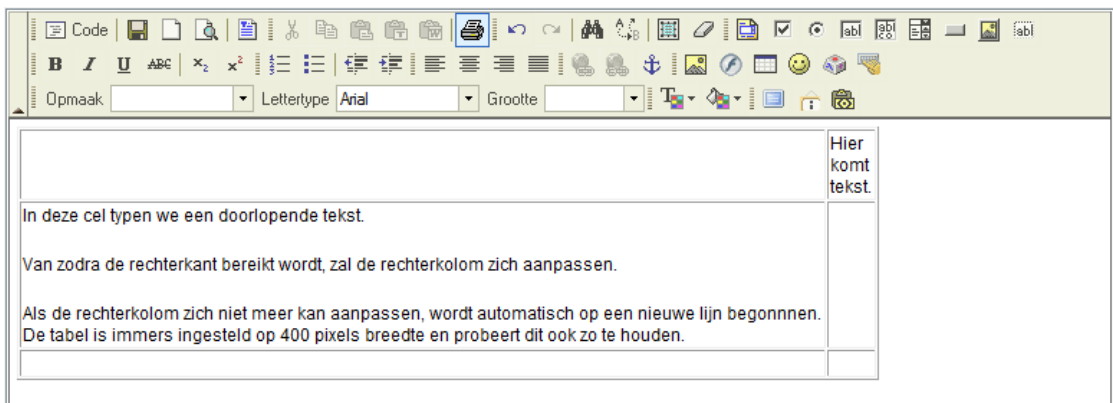 Code
B I U ABC x₂ x²
Opmaak Lettertype Arial Grootte
Hier
komt
tekst.
In deze cel typen we een doorlopende tekst.
Van zodra de rechterkant bereikt wordt, zal de rechterkolom zich aanpassen.
Als de rechterkolom zich niet meer kan aanpassen, wordt automatisch op een nieuwe lijn begonnnen.
De tabel is immers ingesteld op 400 pixels breedte en probeert dit ook zo te houden.